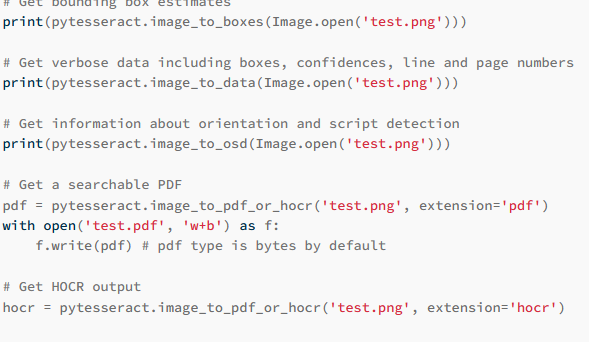 # Get bounding box estimates
print(pytesseract.image_to_boxes(Image.open('test.png')))

# Get verbose data including boxes, confidences, line and page numbers
print(pytesseract.image_to_data(Image.open('test.png')))

# Get information about orientation and script detection
print(pytesseract.image_to_osd(Image.open('test.png')))

# Get a searchable PDF
pdf = pytesseract.image_to_pdf_or_hocr('test.png', extension='pdf')
with open('test.pdf', 'w+b') as f:
    f.write(pdf) # pdf type is bytes by default

# Get HOCR output
hocr = pytesseract.image_to_pdf_or_hocr('test.png', extension='hocr')